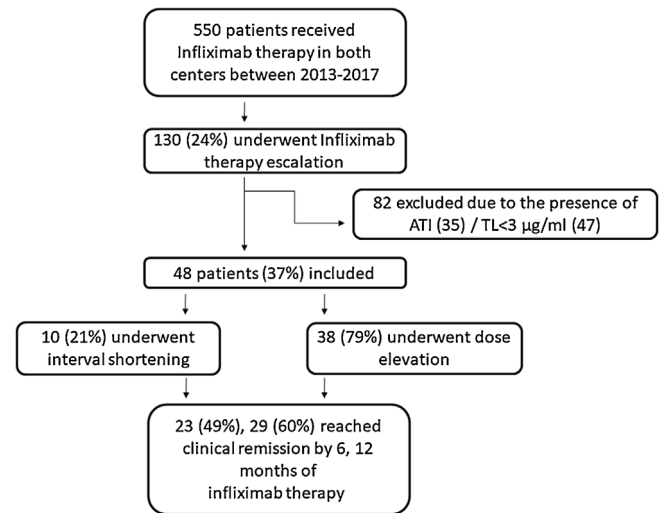 550 patients received
Infliximab therapy in both
centers between 2013-2017
130 (24%) underwent Infliximab
therapy escalation
82 excluded due to the presence of
ATI (35) / TL<3 µg/ml (47)
48 patients (37%) included
10 (21%) underwent
interval shortening
38 (79%) underwent dose
elevation
23 (49%), 29 (60%) reached
clinical remission by 6, 12
months of
infliximab therapy